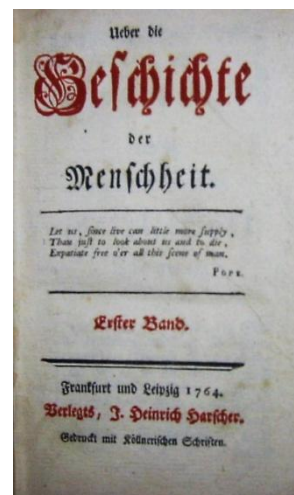 Ueber die
Geſchichte
der
Menſchheit.
Let us, ſince live can little more ſupply,
Than juſt to look about us and to die,
Expatiate free o'er all this ſcene of man.
POPE.
Erſter Band.
Frankfurt und Leipzig 1764.
Verlegts, J. Heinrich Harſcher.
Gedruckt mit Köllneriſchen Schriften.